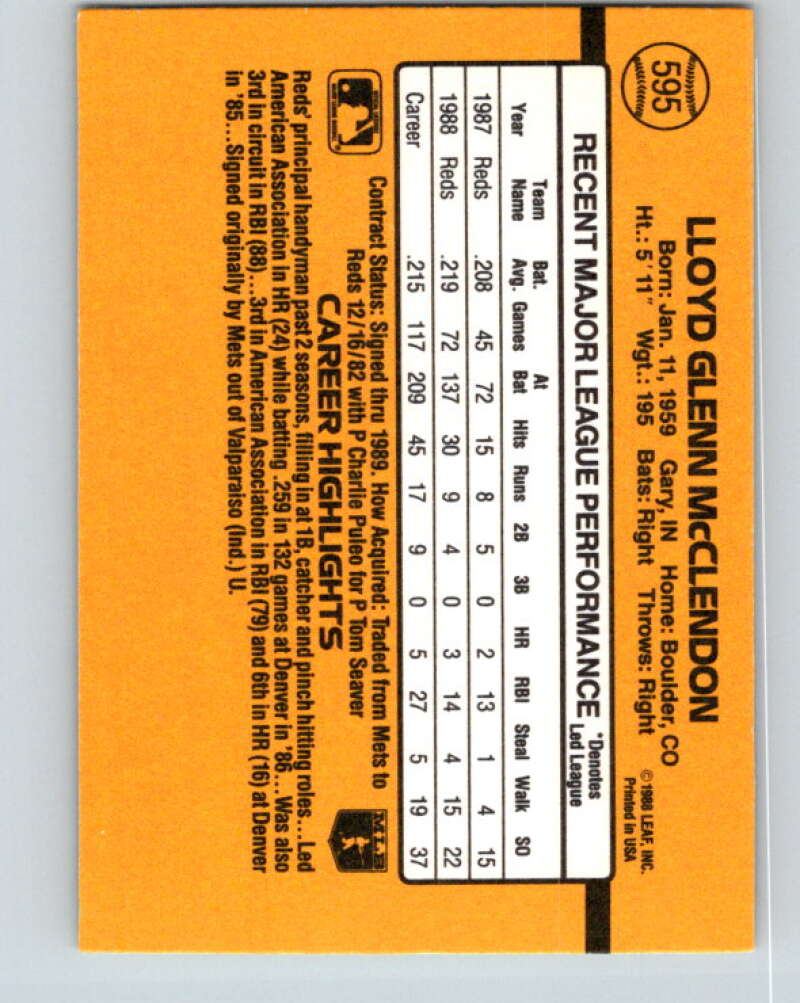 595
LLOYD GLENN McCLENDON
Born: Jan. 11, 1959 Gary, IN Home: Boulder, CO
Ht.: 5'11" Wgt.: 195 Bats: Right Throws: Right
©1988 LEAF, INC.
Printed in USA
RECENT MAJOR LEAGUE PERFORMANCE *Denotes Led League
Year Team Name Bat. Avg. Games At Bat Hits Runs 2B 3B HR RBI Steal Walk SO
1987 Reds .208 45 72 15 8 5 0 2 13 1 4 15
1988 Reds .219 72 137 30 9 4 0 3 14 4 15 22
Career .215 117 209 45 17 9 0 5 27 5 19 37
Contract Status: Signed thru 1989. How Acquired: Traded from Mets to
Reds 12/16/82 with P Charlie Puleo for P Tom Seaver
MLB
CAREER HIGHLIGHTS
Reds' principal handyman past 2 seasons, filling in at 1B, catcher and pinch hitting roles...Led
American Association in HR (24) while batting .259 in 132 games at Denver in '86...Was also
3rd in circuit in RBI (88)....3rd in American Association in RBI (79) and 6th in HR (16) at Denver
in '85...Signed originally by Mets out of Valparaiso (Ind.) U.